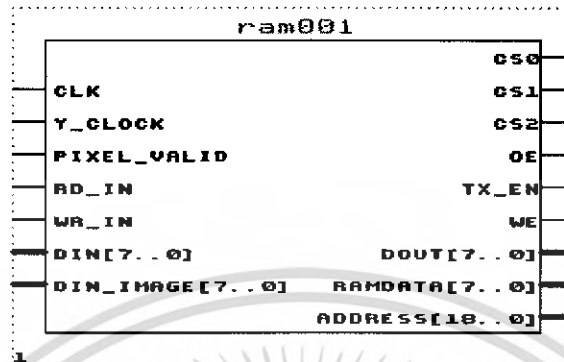 ram001
CS0
CLK CS1
Y_CLOCK CS2
PIXEL_VALID OE
RD_IN TX_EN
WR_IN WE
DIN[7..0] DOUT[7..0]
DIN_IMAGE[7..0] RAMDATA[7..0]
ADDRESS[18..0]
1